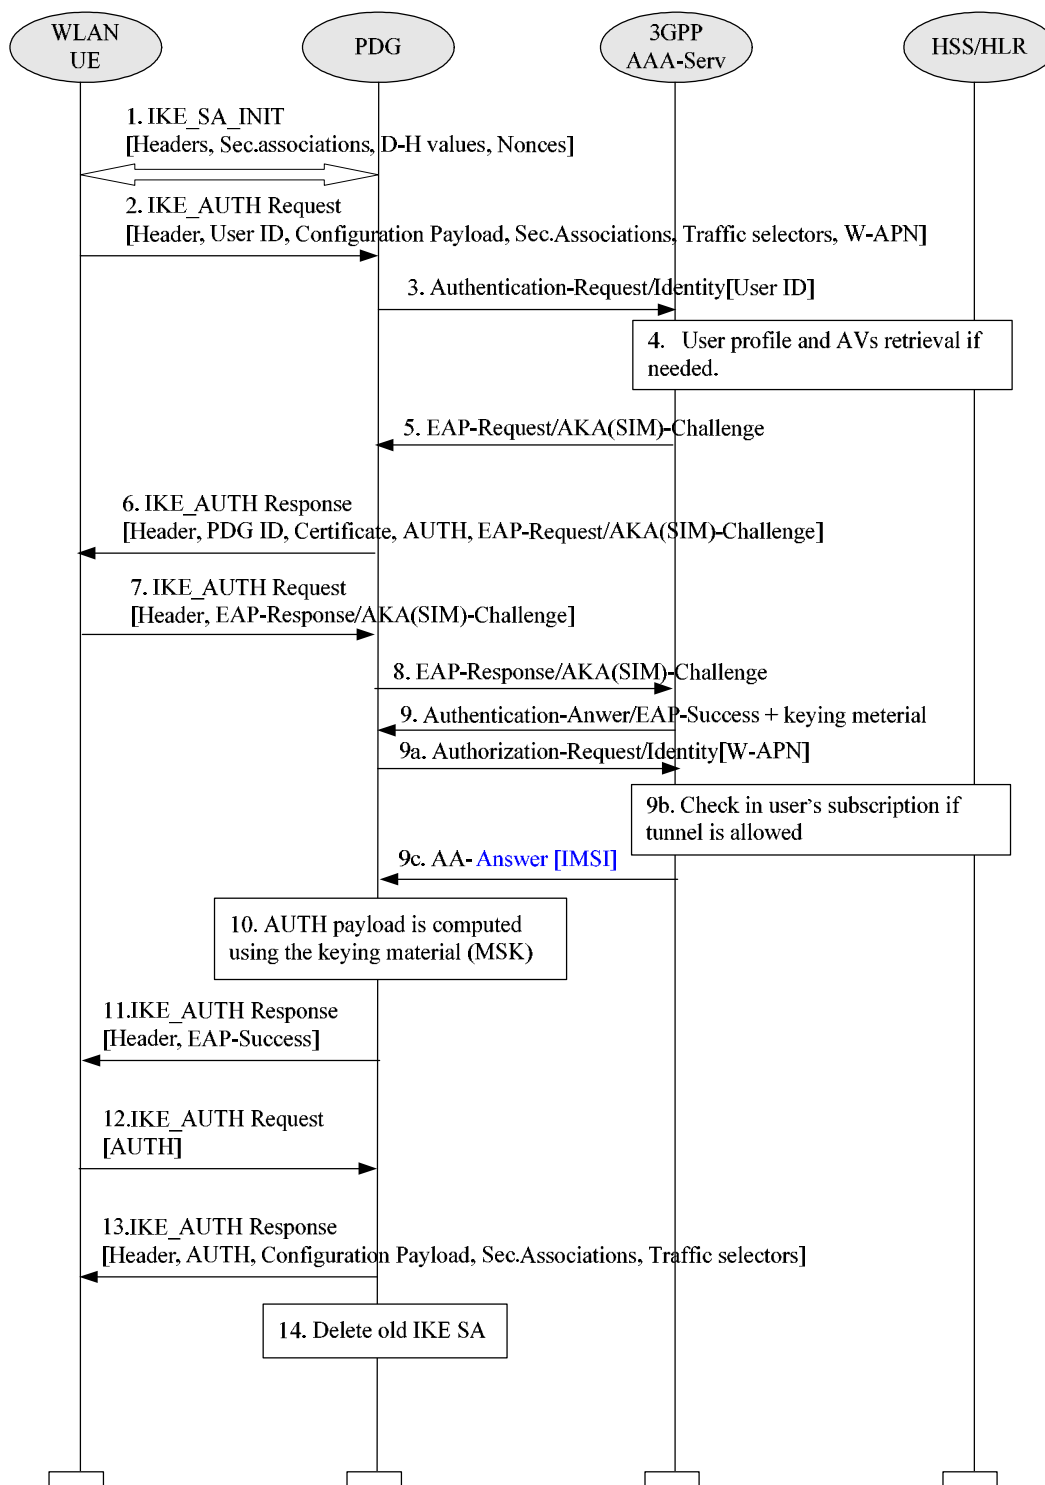 WLAN
UE
PDG
3GPP
AAA-Serv
HSS/HLR
1. IKE_SA_INIT
[Headers, Sec.associations, D-H values, Nonces]
2. IKE_AUTH Request
[Header, User ID, Configuration Payload, Sec.Associations, Traffic selectors, W-APN]
3. Authentication-Request/Identity[User ID]
4. User profile and AVs retrieval if
needed.
5. EAP-Request/AKA(SIM)-Challenge
6. IKE_AUTH Response
[Header, PDG ID, Certificate, AUTH, EAP-Request/AKA(SIM)-Challenge]
7. IKE_AUTH Request
[Header, EAP-Response/AKA(SIM)-Challenge]
8. EAP-Response/AKA(SIM)-Challenge
9. Authentication-Anwer/EAP-Success + keying meterial
9a. Authorization-Request/Identity[W-APN]
9b. Check in user's subscription if
tunnel is allowed
9c. AA- Answer [IMSI]
10. AUTH payload is computed
using the keying material (MSK)
11.IKE_AUTH Response
[Header, EAP-Success]
12.IKE_AUTH Request
[AUTH]
13.IKE_AUTH Response
[Header, AUTH, Configuration Payload, Sec.Associations, Traffic selectors]
14. Delete old IKE SA